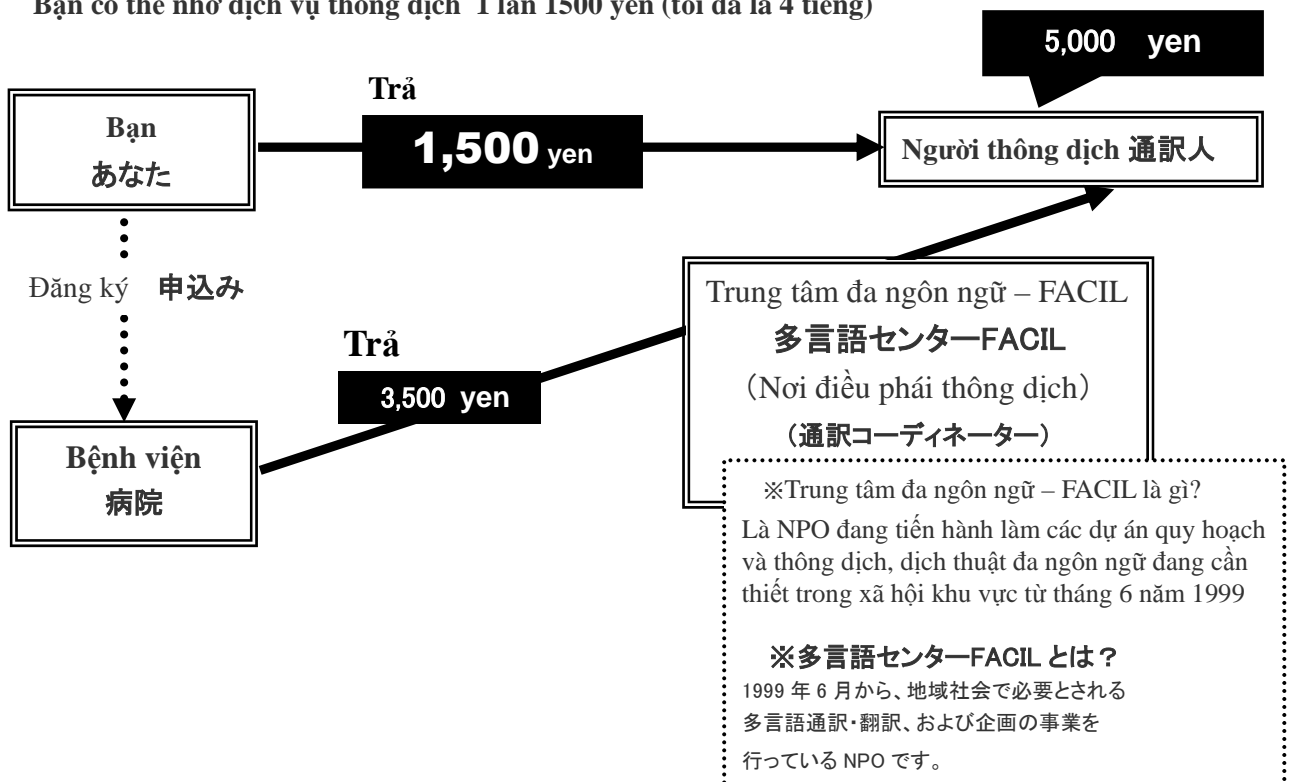 Bạn có thể nhờ dịch vụ thông dịch 1 lần 1500 yen (tối đa là 4 tiếng)
5,000 yen
Trả
Bạn
あなた
1,500 yen
Người thông dịch 通訳人
Đăng ký 申込み
Trả
3,500 yen
Bệnh viện
病院
Trung tâm đa ngôn ngữ – FACIL
多言語センターFACIL
（Nơi điều phái thông dịch）
（通訳コーディネーター）
※Trung tâm đa ngôn ngữ – FACIL là gì?
Là NPO đang tiến hành làm các dự án quy hoạch
và thông dịch, dịch thuật đa ngôn ngữ đang cần
thiết trong xã hội khu vực từ tháng 6 năm 1999
※多言語センターFACIL とは？
1999 年 6 月から、地域社会で必要とされる
多言語通訳・翻訳、および企画の事業を
行っている NPO です。